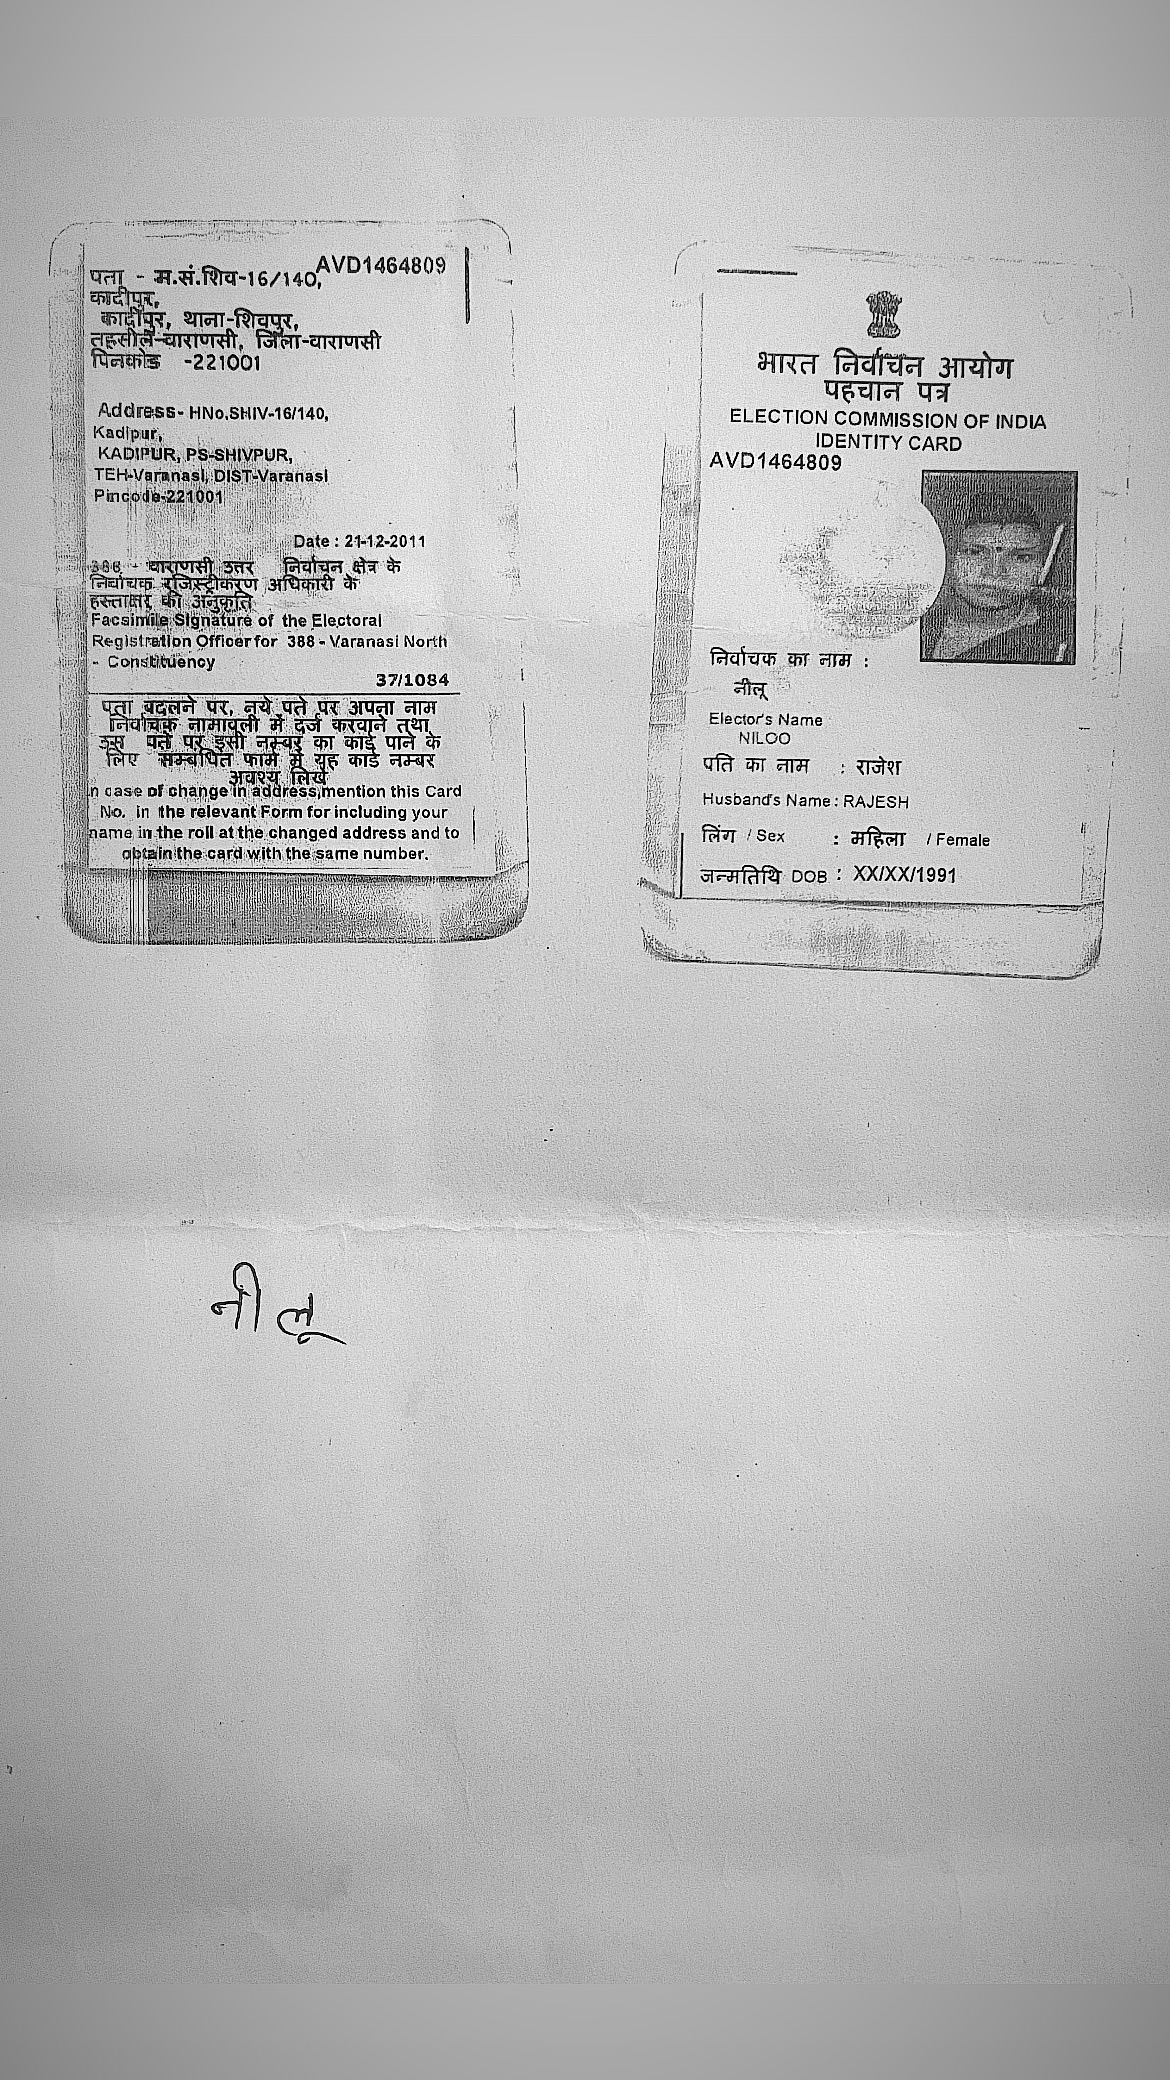 AVD1464809
पता - म.सं.शिव-16/140,
कादीपुर,
कादीपुर, थाना-शिवपुर,
तहसील-वाराणसी, जिला-वाराणसी
पिनकोड -221001
Address- HNo.SHIV-16/140,
Kadipur,
KADIPUR, PS-SHIVPUR,
TEH-Varanasi, DIST-Varanasi
Pincode-221001
Date : 21-12-2011
388 - वाराणसी उत्तर निर्वाचन क्षेत्र के
निर्वाचक रजिस्ट्रीकरण अधिकारी के
हस्ताक्षर की अनुकृति
Facsimile Signature of the Electoral
Registration Officer for 388 - Varanasi North
- Constituency
37/1084
पता बदलने पर, नये पते पर अपना नाम
निर्वाचक नामावली में दर्ज करवाने तथा
उस पते पर इसी नम्बर का कार्ड पाने के
लिए सम्बंधित फार्म में यह कार्ड नम्बर
अवश्य लिखें
In case of change in address,mention this Card
No. in the relevant Form for including your
name in the roll at the changed address and to
obtain the card with the same number.
भारत निर्वाचन आयोग
पहचान पत्र
ELECTION COMMISSION OF INDIA
IDENTITY CARD
AVD1464809
निर्वाचक का नाम :
नीलू
Elector's Name
NILOO
पति का नाम : राजेश
Husband's Name : RAJESH
लिंग / Sex : महिला / Female
जन्मतिथि DOB : XX/XX/1991
नीलू